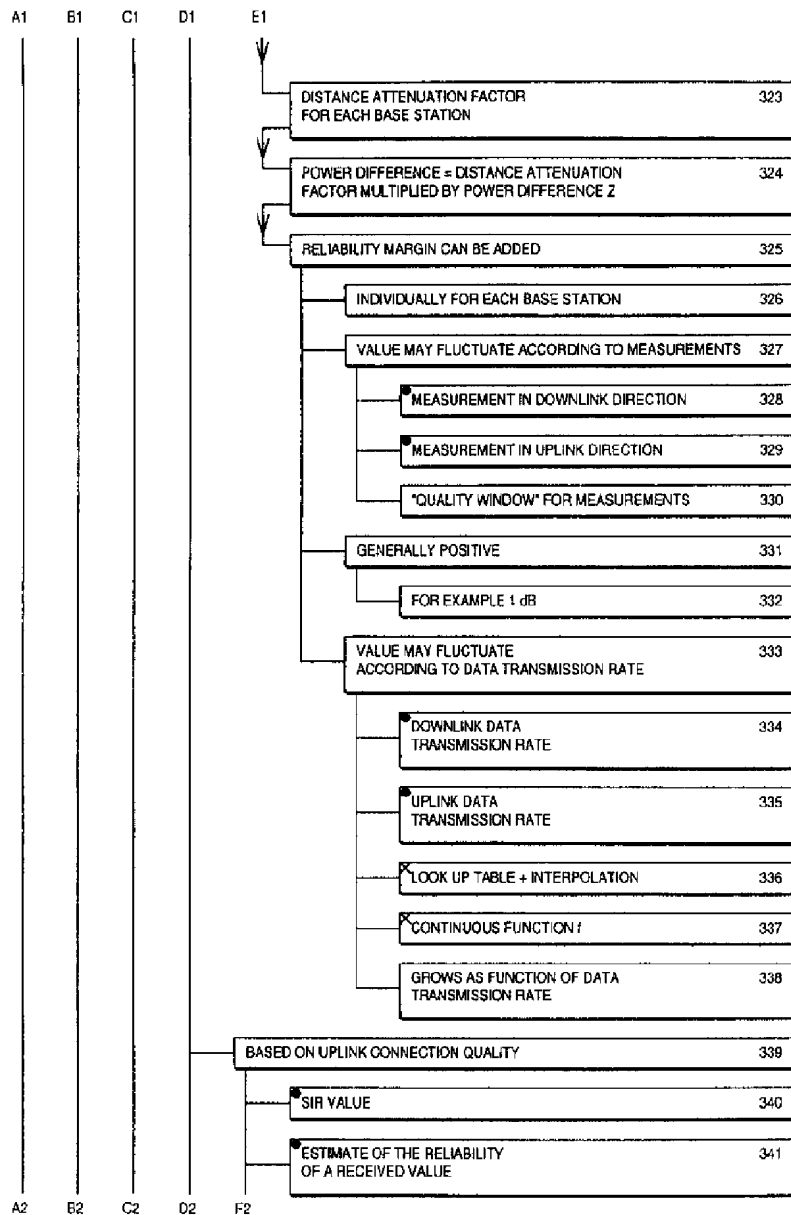 A1 B1 C1 D1 E1
DISTANCE ATTENUATION FACTOR 323
FOR EACH BASE STATION
POWER DIFFERENCE = DISTANCE ATTENUATION 324
FACTOR MULTIPLIED BY POWER DIFFERENCE Z
RELIABILITY MARGIN CAN BE ADDED 325
INDIVIDUALLY FOR EACH BASE STATION 326
VALUE MAY FLUCTUATE ACCORDING TO MEASUREMENTS 327
MEASUREMENT IN DOWNLINK DIRECTION 328
MEASUREMENT IN UPLINK DIRECTION 329
"QUALITY WINDOW" FOR MEASUREMENTS 330
GENERALLY POSITIVE 331
FOR EXAMPLE 1 dB 332
VALUE MAY FLUCTUATE 333
ACCORDING TO DATA TRANSMISSION RATE
DOWNLINK DATA 334
TRANSMISSION RATE
UPLINK DATA 335
TRANSMISSION RATE
LOOK UP TABLE + INTERPOLATION 336
CONTINUOUS FUNCTION f 337
GROWS AS FUNCTION OF DATA 338
TRANSMISSION RATE
BASED ON UPLINK CONNECTION QUALITY 339
SIR VALUE 340
ESTIMATE OF THE RELIABILITY 341
OF A RECEIVED VALUE
A2 B2 C2 D2 F2